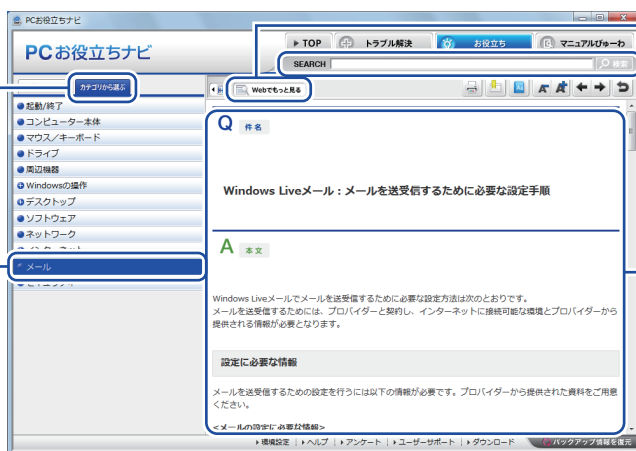 PCお役立ちナビ
PCお役立ちナビ
TOP トラブル解決 お役立ち マニュアルびゅーわ
SEARCH 検索
カテゴリから選ぶ
Webでもっと見る
起動/終了
コンピューター本体
マウス/キーボード
ドライブ
周辺機器
Windowsの操作
デスクトップ
ソフトウェア
ネットワーク
メール
Q 件名
Windows Liveメール：メールを送受信するために必要な設定手順
A 本文
Windows Liveメールでメールを送受信するために必要な設定方法は次のとおりです。
メールを送受信するためには、プロバイダーと契約し、インターネットに接続可能な環境とプロバイダーから
提供される情報が必要となります。
設定に必要な情報
メールを送受信するための設定を行うには以下の情報が必要です。プロバイダーから提供された資料をご用意
ください。
<メールの設定に必要な情報>
環境設定 | ヘルプ | アンケート | ユーザーサポート | ダウンロード バックアップ情報を復元